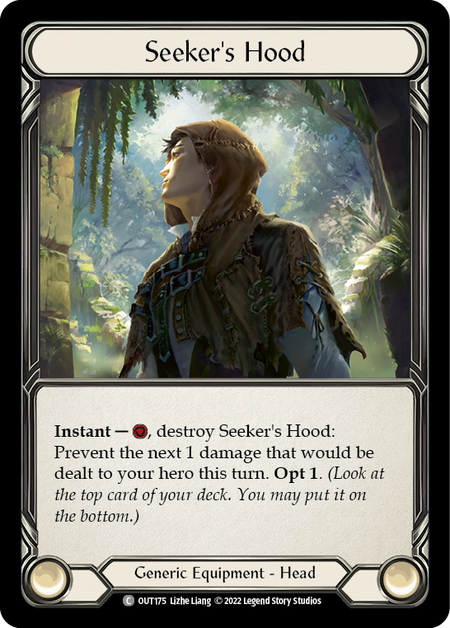 Seeker's Hood
Instant — , destroy Seeker's Hood:
Prevent the next 1 damage that would be
dealt to your hero this turn. Opt 1. (Look at
the top card of your deck. You may put it on
the bottom.)
Generic Equipment - Head
C OUT175 Lizhe Liang © 2022 Legend Story Studios